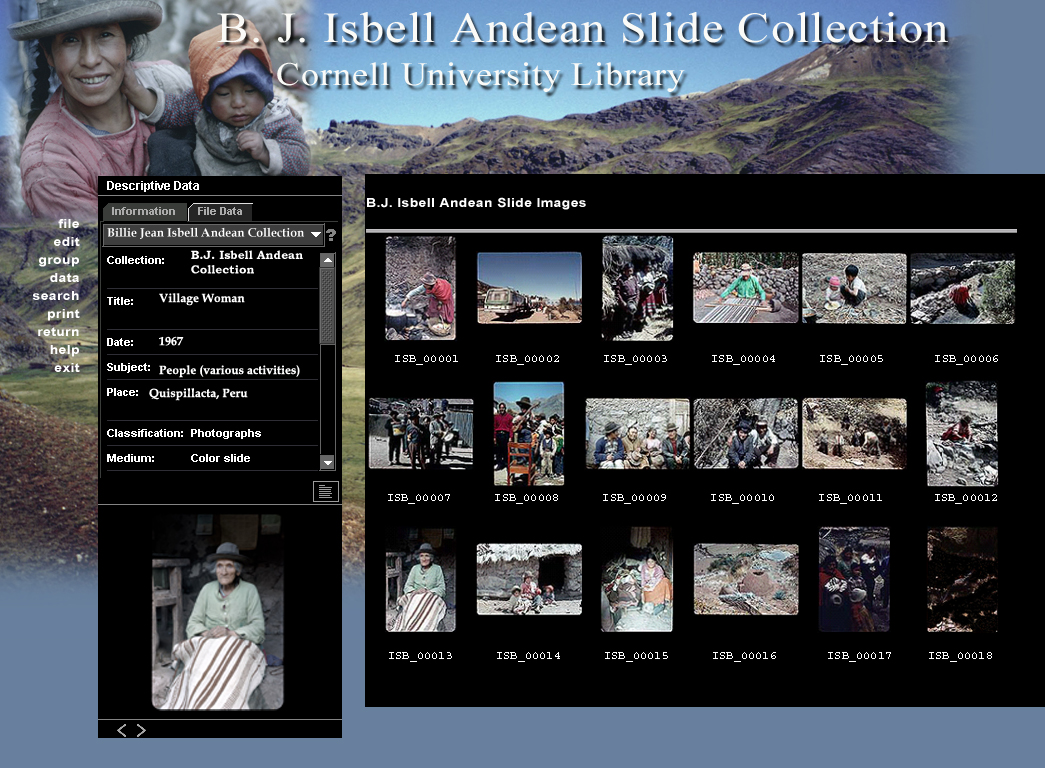 B. J. Isbell Andean Slide Collection
Cornell University Library
file
edit
group
data
search
print
return
help
exit
Descriptive Data
Information
File Data
Billie Jean Isbell Andean Collection
?
Collection: B.J. Isbell Andean
Collection
Title: Village Woman
Date: 1967
Subject: People (various activities)
Place: Quispillacta, Peru
Classification: Photographs
Medium: Color slide
B.J. Isbell Andean Slide Images
ISB_00001 ISB_00002 ISB_00003 ISB_00004 ISB_00005 ISB_00006
ISB_00007 ISB_00008 ISB_00009 ISB_00010 ISB_00011 ISB_00012
ISB_00013 ISB_00014 ISB_00015 ISB_00016 ISB_00017 ISB_00018